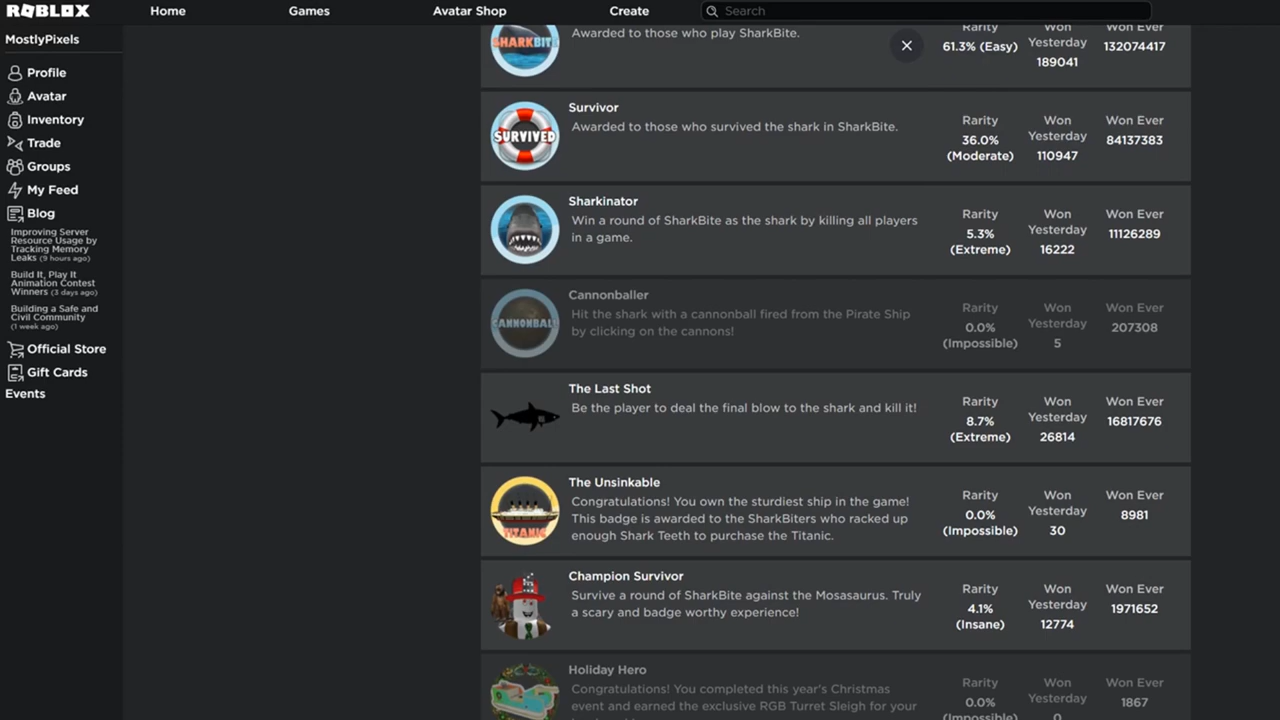 ROBLOX
Home
Games
Avatar Shop
Create
Search
MostlyPixels
Profile
Avatar
Inventory
Trade
Groups
My Feed
Blog
Improving Server
Resource Usage by
Tracking Memory
Leaks (9 hours ago)
Build It, Play It
Animation Contest
Winners (3 days ago)
Building a Safe and
Civil Community
(1 week ago)
Official Store
Gift Cards
Events
SHARKBITE
Awarded to those who play SharkBite.
Rarity
61.3% (Easy)
Won
Yesterday
189041
Won Ever
132074417
SURVIVED
Survivor
Awarded to those who survived the shark in SharkBite.
Rarity
36.0%
(Moderate)
Won
Yesterday
110947
Won Ever
84137383
Sharkinator
Win a round of SharkBite as the shark by killing all players
in a game.
Rarity
5.3%
(Extreme)
Won
Yesterday
16222
Won Ever
11126289
CANNONBALL
Cannonballer
Hit the shark with a cannonball fired from the Pirate Ship
by clicking on the cannons!
Rarity
0.0%
(Impossible)
Won
Yesterday
5
Won Ever
207308
The Last Shot
Be the player to deal the final blow to the shark and kill it!
Rarity
8.7%
(Extreme)
Won
Yesterday
26814
Won Ever
16817676
TITANIC
The Unsinkable
Congratulations! You own the sturdiest ship in the game!
This badge is awarded to the SharkBiters who racked up
enough Shark Teeth to purchase the Titanic.
Rarity
0.0%
(Impossible)
Won
Yesterday
30
Won Ever
8981
Champion Survivor
Survive a round of SharkBite against the Mosasaurus. Truly
a scary and badge worthy experience!
Rarity
4.1%
(Insane)
Won
Yesterday
12774
Won Ever
1971652
Holiday Hero
Congratulations! You completed this year's Christmas
event and earned the exclusive RGB Turret Sleigh for your
Rarity
0.0%
(Impossible)
Won
Yesterday
0
Won Ever
1867